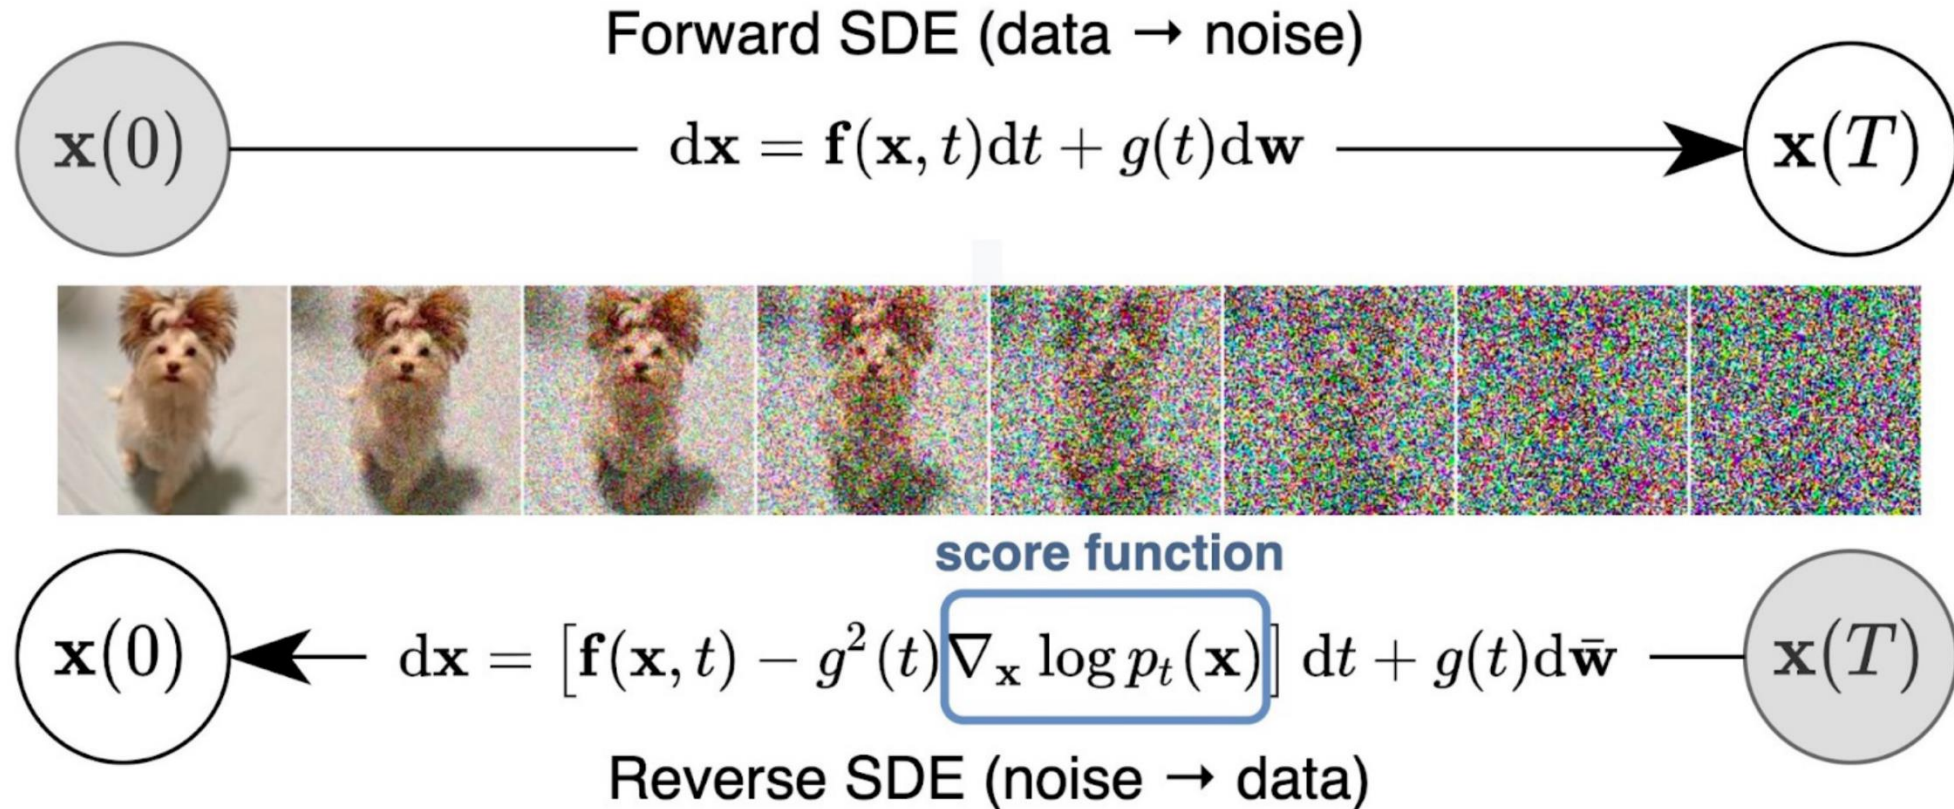 Forward SDE (data → noise)
x(0) dx = f(x, t)dt + g(t)dw x(T)
score function
x(0) dx = [f(x, t) − g²(t)∇ₓ log pₜ(x)] dt + g(t)dw̄ x(T)
Reverse SDE (noise → data)